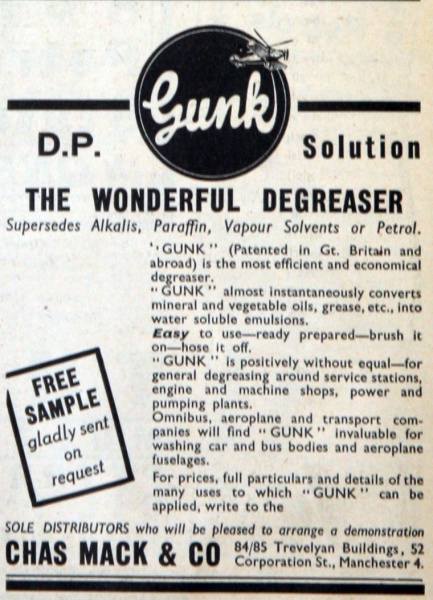 Gunk
D.P. Solution
THE WONDERFUL DEGREASER
Supersedes Alkalis, Paraffin, Vapour Solvents or Petrol.
"GUNK" (Patented in Gt. Britain and
abroad) is the most efficient and economical
degreaser.
"GUNK" almost instantaneously converts
mineral and vegetable oils, grease, etc., into
water soluble emulsions.
Easy to use—ready prepared—brush it
on—hose it off.
"GUNK" is positively without equal—for
general degreasing around service stations,
engine and machine shops, power and
pumping plants.
Omnibus, aeroplane and transport com-
panies will find "GUNK" invaluable for
washing car and bus bodies and aeroplane
fuselages.
For prices, full particulars and details of the
many uses to which "GUNK" can be
applied, write to the
FREE
SAMPLE
gladly sent
on
request
SOLE DISTRIBUTORS who will be pleased to arrange a demonstration
CHAS MACK & CO 84/85 Trevelyan Buildings, 52
Corporation St., Manchester 4.